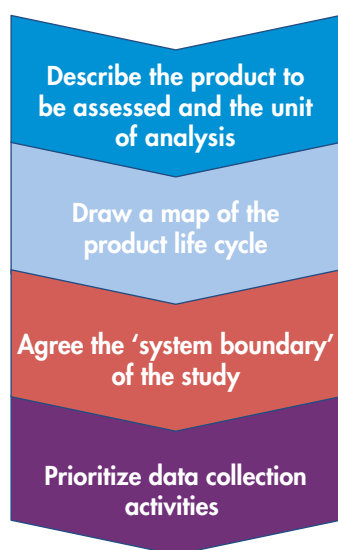 Describe the product to
be assessed and the unit
of analysis
Draw a map of the
product life cycle
Agree the ‘system boundary’
of the study
Prioritize data collection
activities